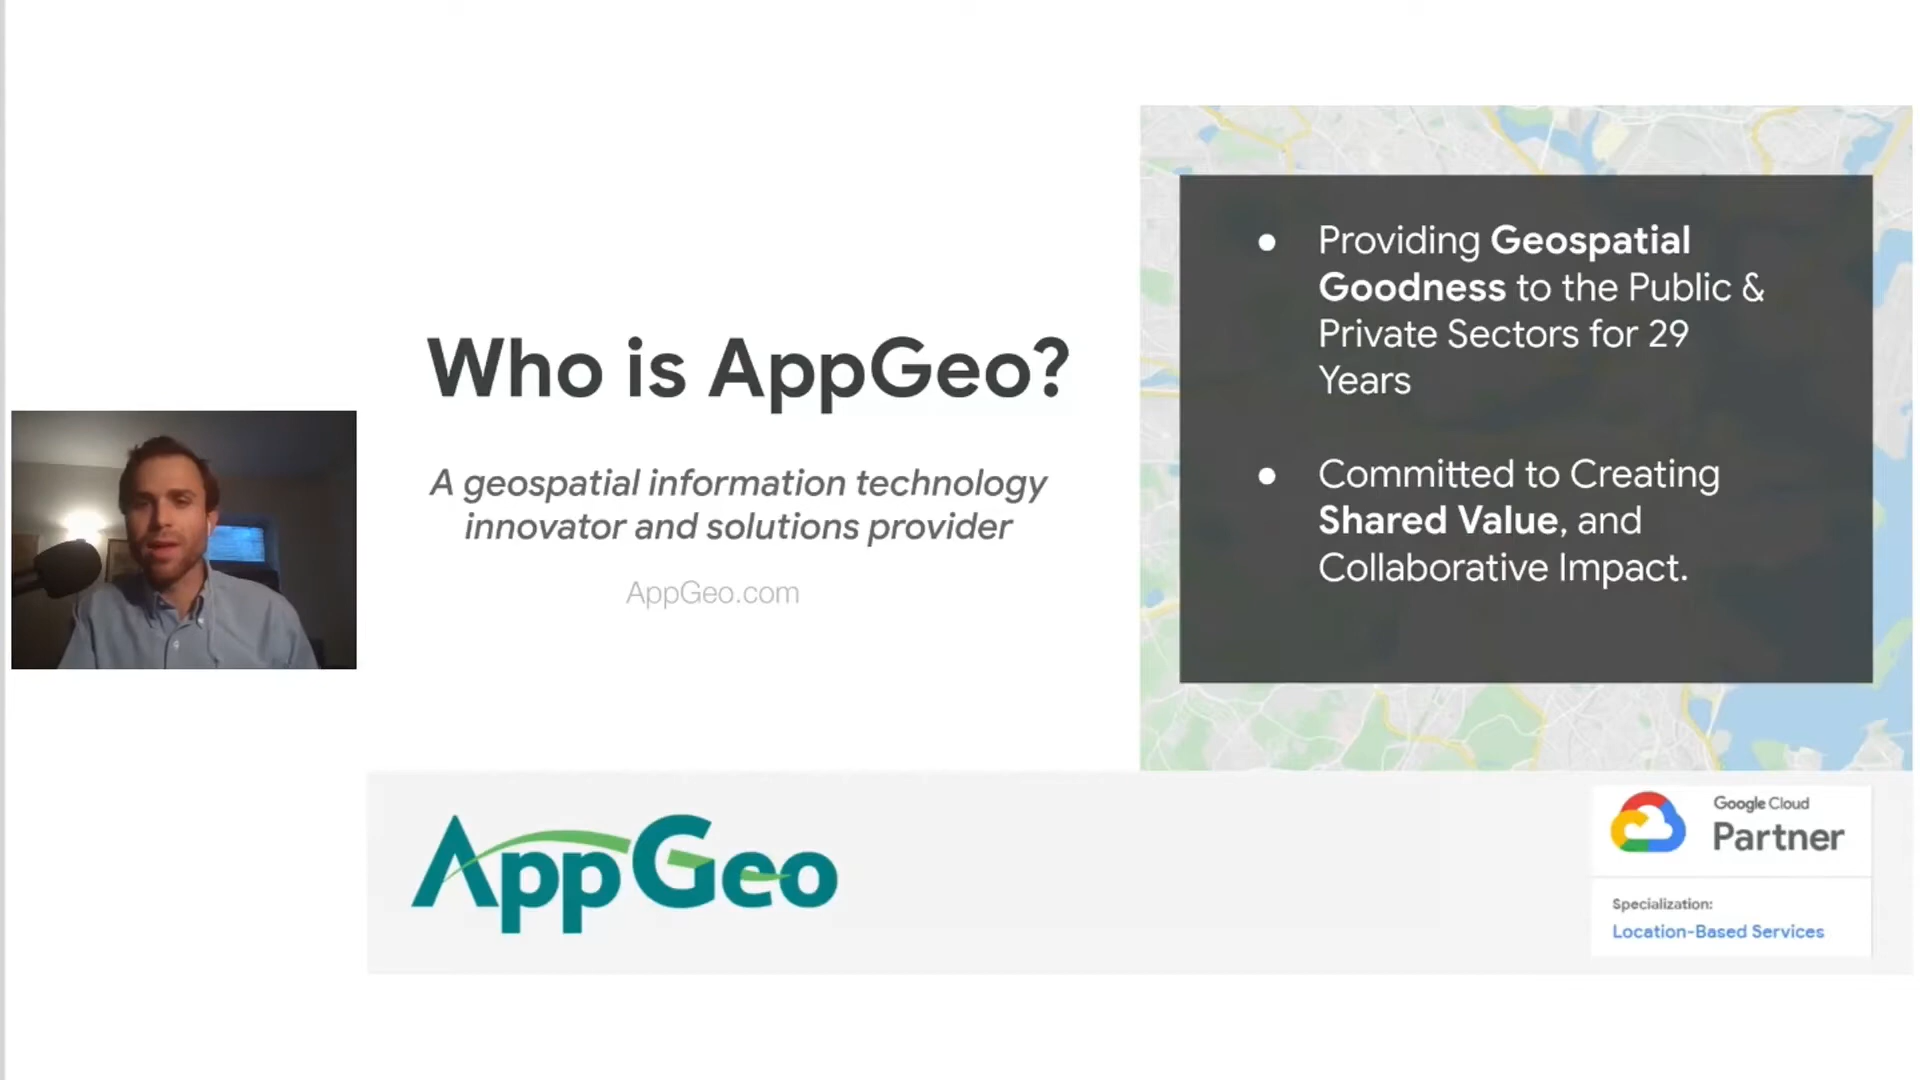 Who is AppGeo?
A geospatial information technology
innovator and solutions provider
AppGeo.com
● Providing Geospatial
Goodness to the Public &
Private Sectors for 29
Years
● Committed to Creating
Shared Value, and
Collaborative Impact.
AppGeo
Google Cloud
Partner
Specialization:
Location-Based Services